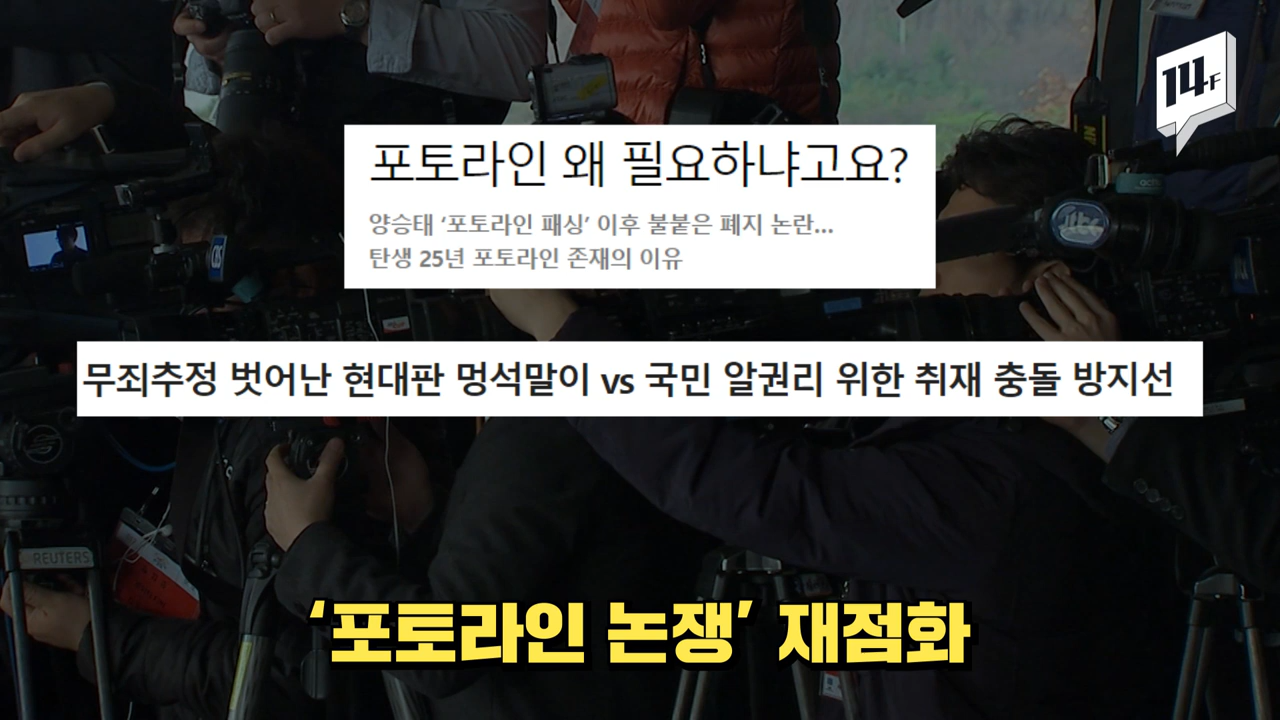 14F
포토라인 왜 필요하냐고요?
양승태 ‘포토라인 패싱’ 이후 불붙은 폐지 논란...
탄생 25년 포토라인 존재의 이유
무죄추정 벗어난 현대판 멍석말이 vs 국민 알권리 위한 취재 충돌 방지선
REUTERS
‘포토라인 논쟁’ 재점화